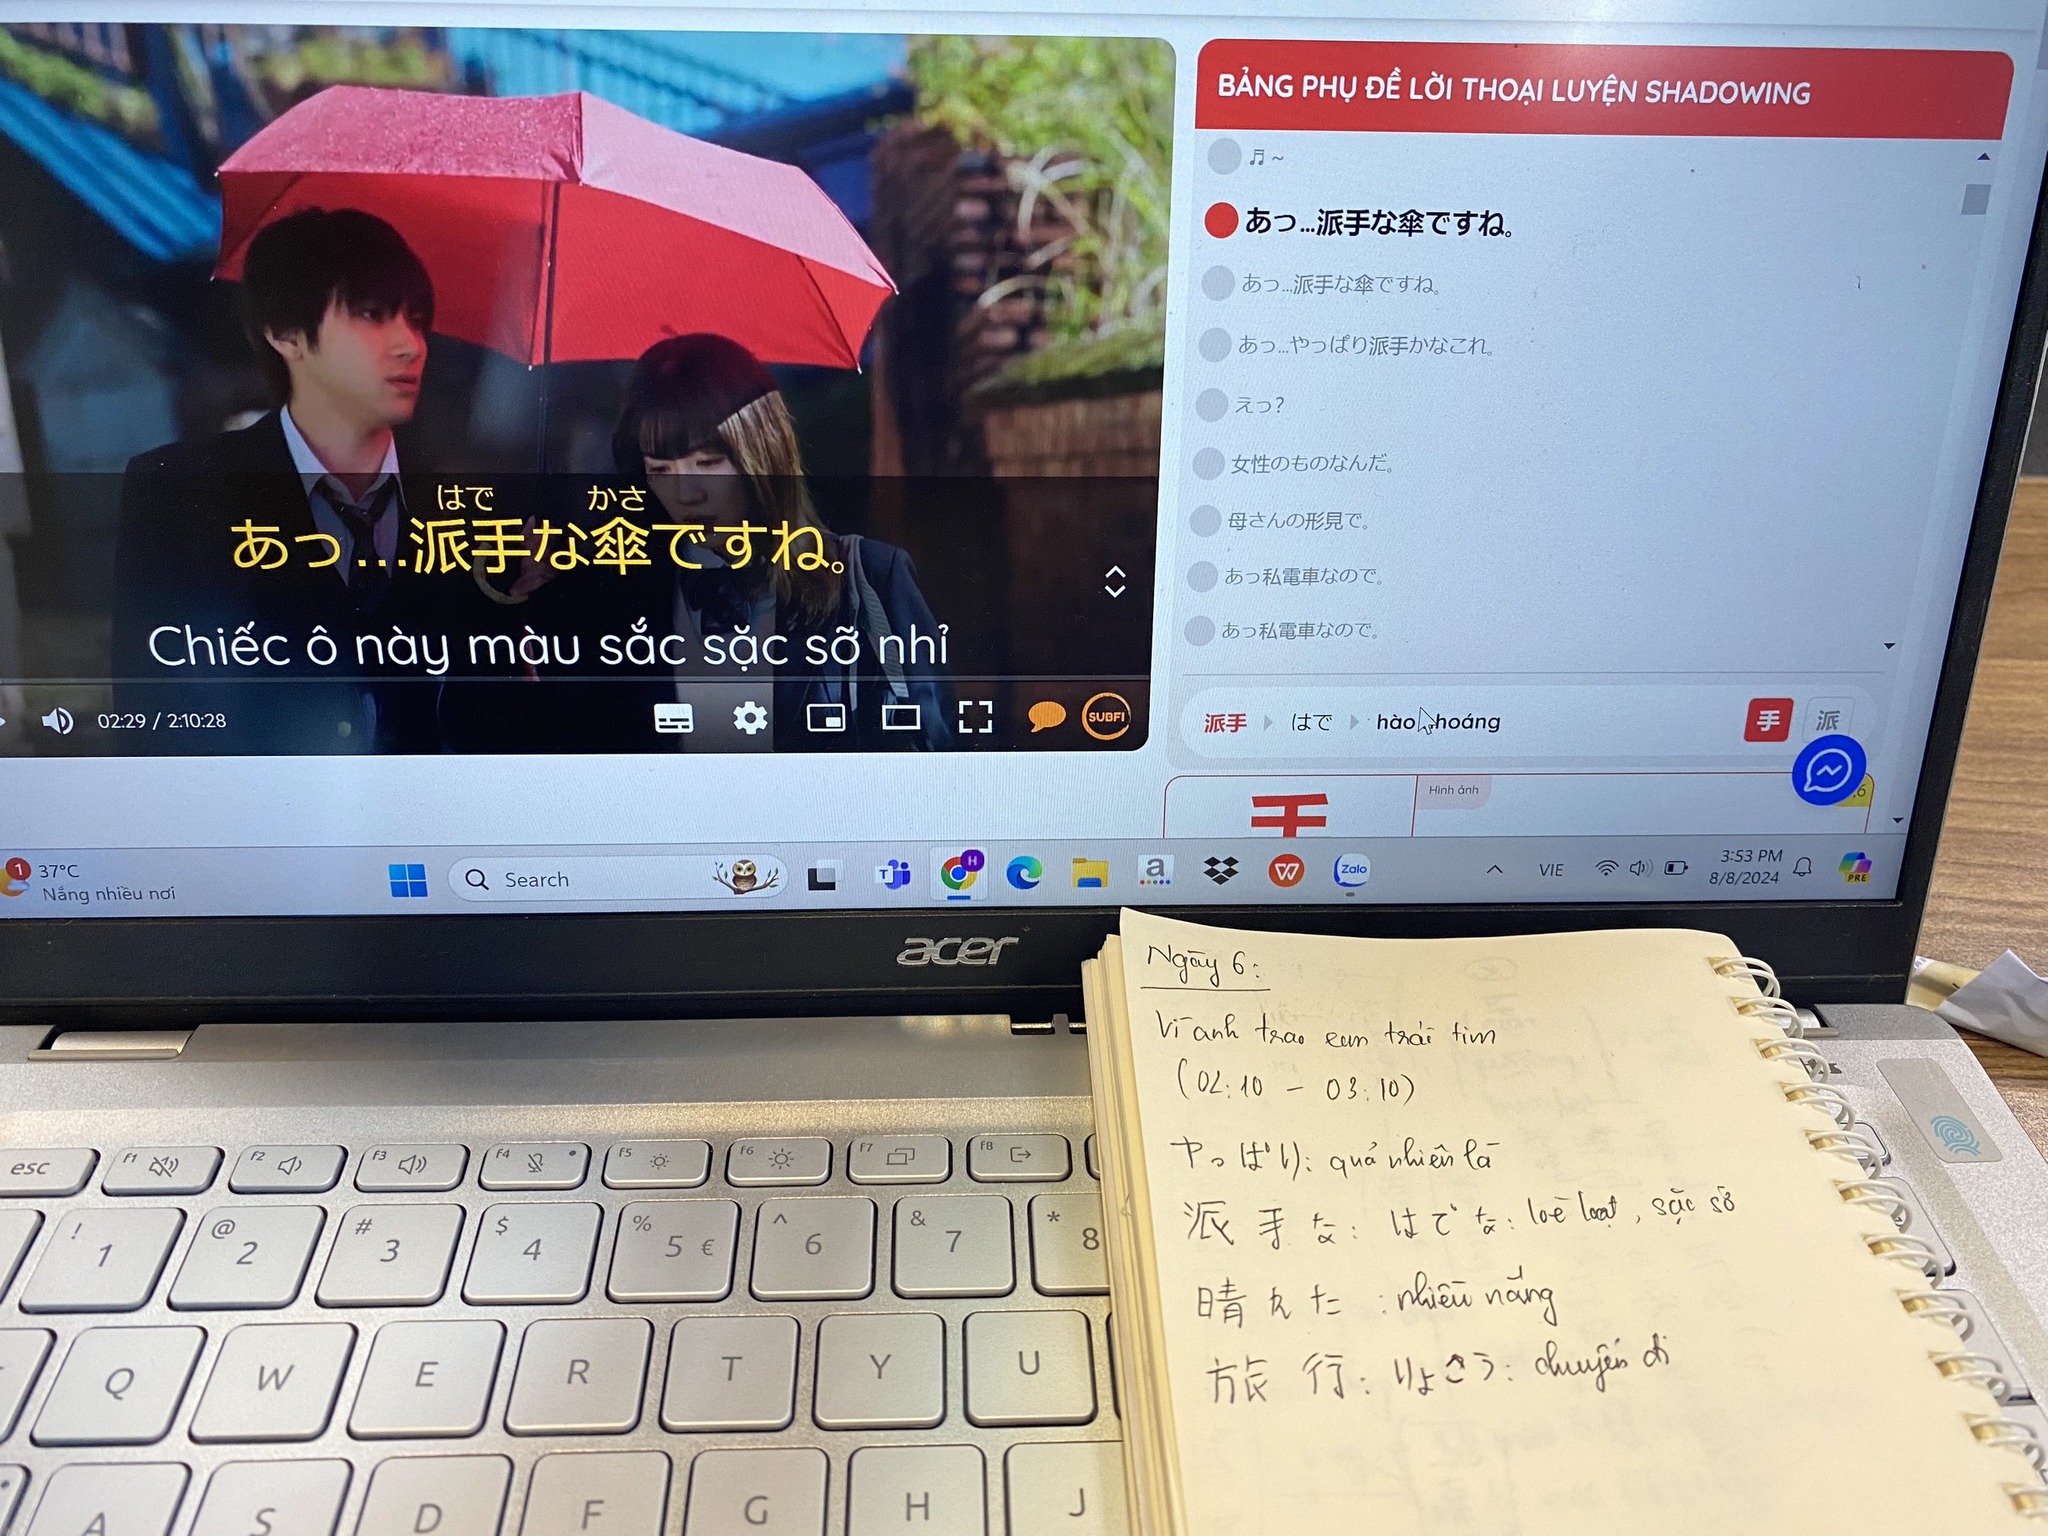 はで かさ
あっ…派手な傘ですね。
Chiếc ô này màu sắc sặc sỡ nhỉ
02:29 / 2:10:28
SUBFI
BẢNG PHỤ ĐỀ LỜI THOẠI LUYỆN SHADOWING
♬～
あっ…派手な傘ですね。
あっ…派手な傘ですね。
あっ…やっぱり派手かなこれ。
えっ?
女性のものなんだ。
母さんの形見で。
あっ私電車なので。
あっ私電車なので。
派手 はで hào hoáng
手 派
手
Hình ảnh
1
37°C
Nắng nhiều nơi
Search
T
H
a
W
Zalo
VIE
3:53 PM
8/8/2024
PRE
acer
Ngày 6:
Vì anh trao em trái tim
(02:10 - 03:10)
やっぱり: quả nhiên là
派手な: はでな: loè loẹt, sặc sỡ
晴れた: nhiều nắng
旅行: りょこう: chuyến đi
esc F1 F2 F3 F4 F5 F6 F7 F8
! 1 @ 2 # 3 $ 4 % 5 € ^ 6 & 7 * 8
Q W E R T Y U
A S D F G H J